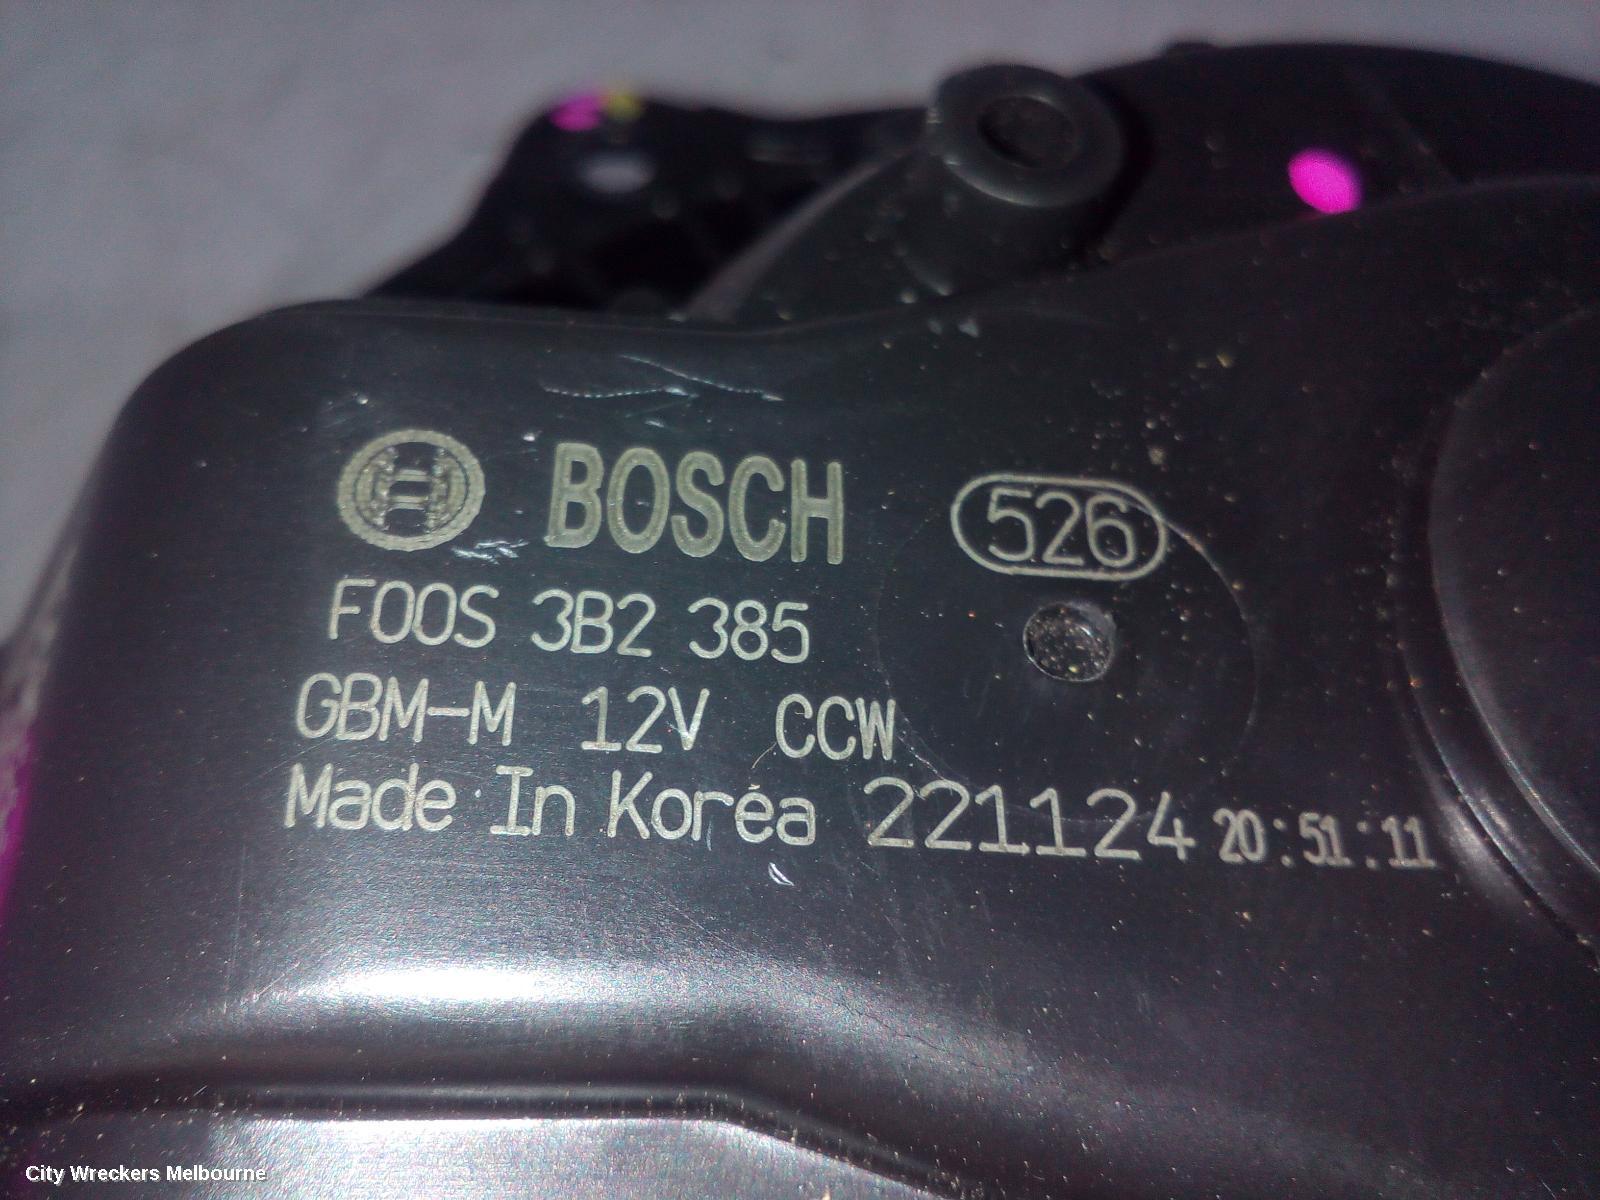 BOSCH 526
F00S 3B2 385
GBM-M 12V CCW
Made In Korea 221124 20:51:11
City Wreckers Melbourne